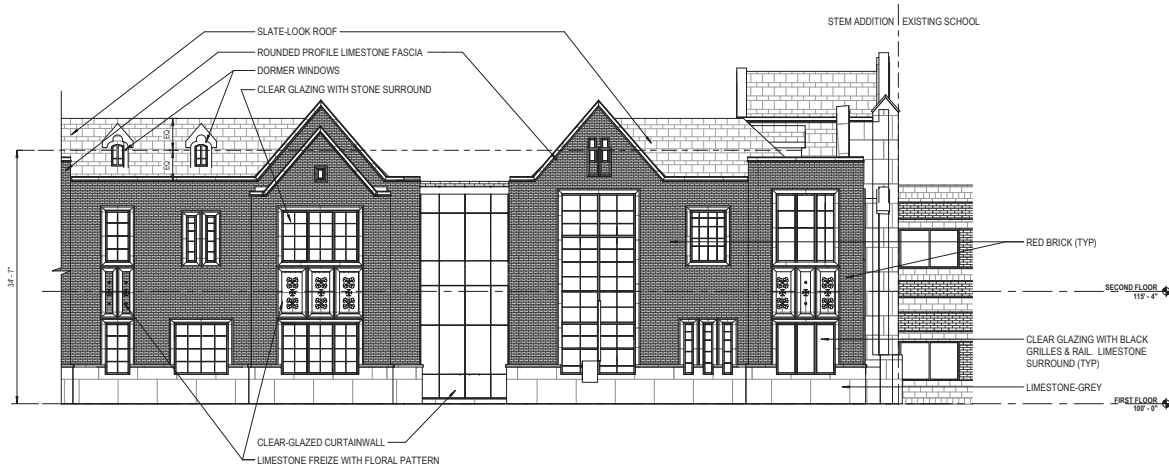 STEM ADDITION EXISTING SCHOOL
SLATE-LOOK ROOF
ROUNDED PROFILE LIMESTONE FASCIA
DORMER WINDOWS
CLEAR GLAZING WITH STONE SURROUND
EQ
EQ
34' - 7"
RED BRICK (TYP)
SECOND FLOOR
115' - 4"
CLEAR GLAZING WITH BLACK
GRILLES & RAIL. LIMESTONE
SURROUND (TYP)
LIMESTONE-GREY
FIRST FLOOR
100' - 0"
CLEAR-GLAZED CURTAINWALL
LIMESTONE FREIZE WITH FLORAL PATTERN